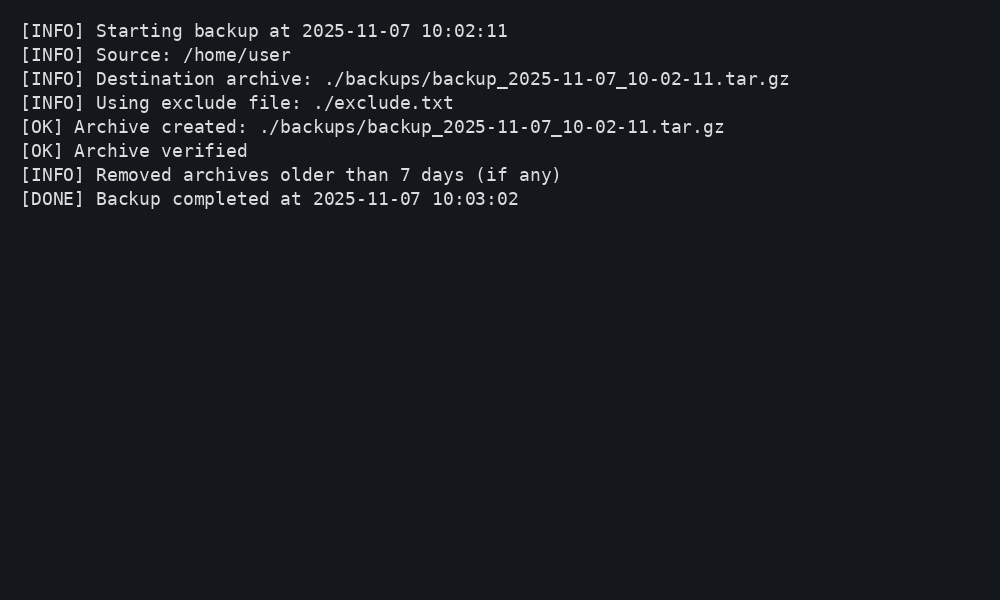 [INFO] Starting backup at 2025-11-07 10:02:11
[INFO] Source: /home/user
[INFO] Destination archive: ./backups/backup_2025-11-07_10-02-11.tar.gz
[INFO] Using exclude file: ./exclude.txt
[OK] Archive created: ./backups/backup_2025-11-07_10-02-11.tar.gz
[OK] Archive verified
[INFO] Removed archives older than 7 days (if any)
[DONE] Backup completed at 2025-11-07 10:03:02